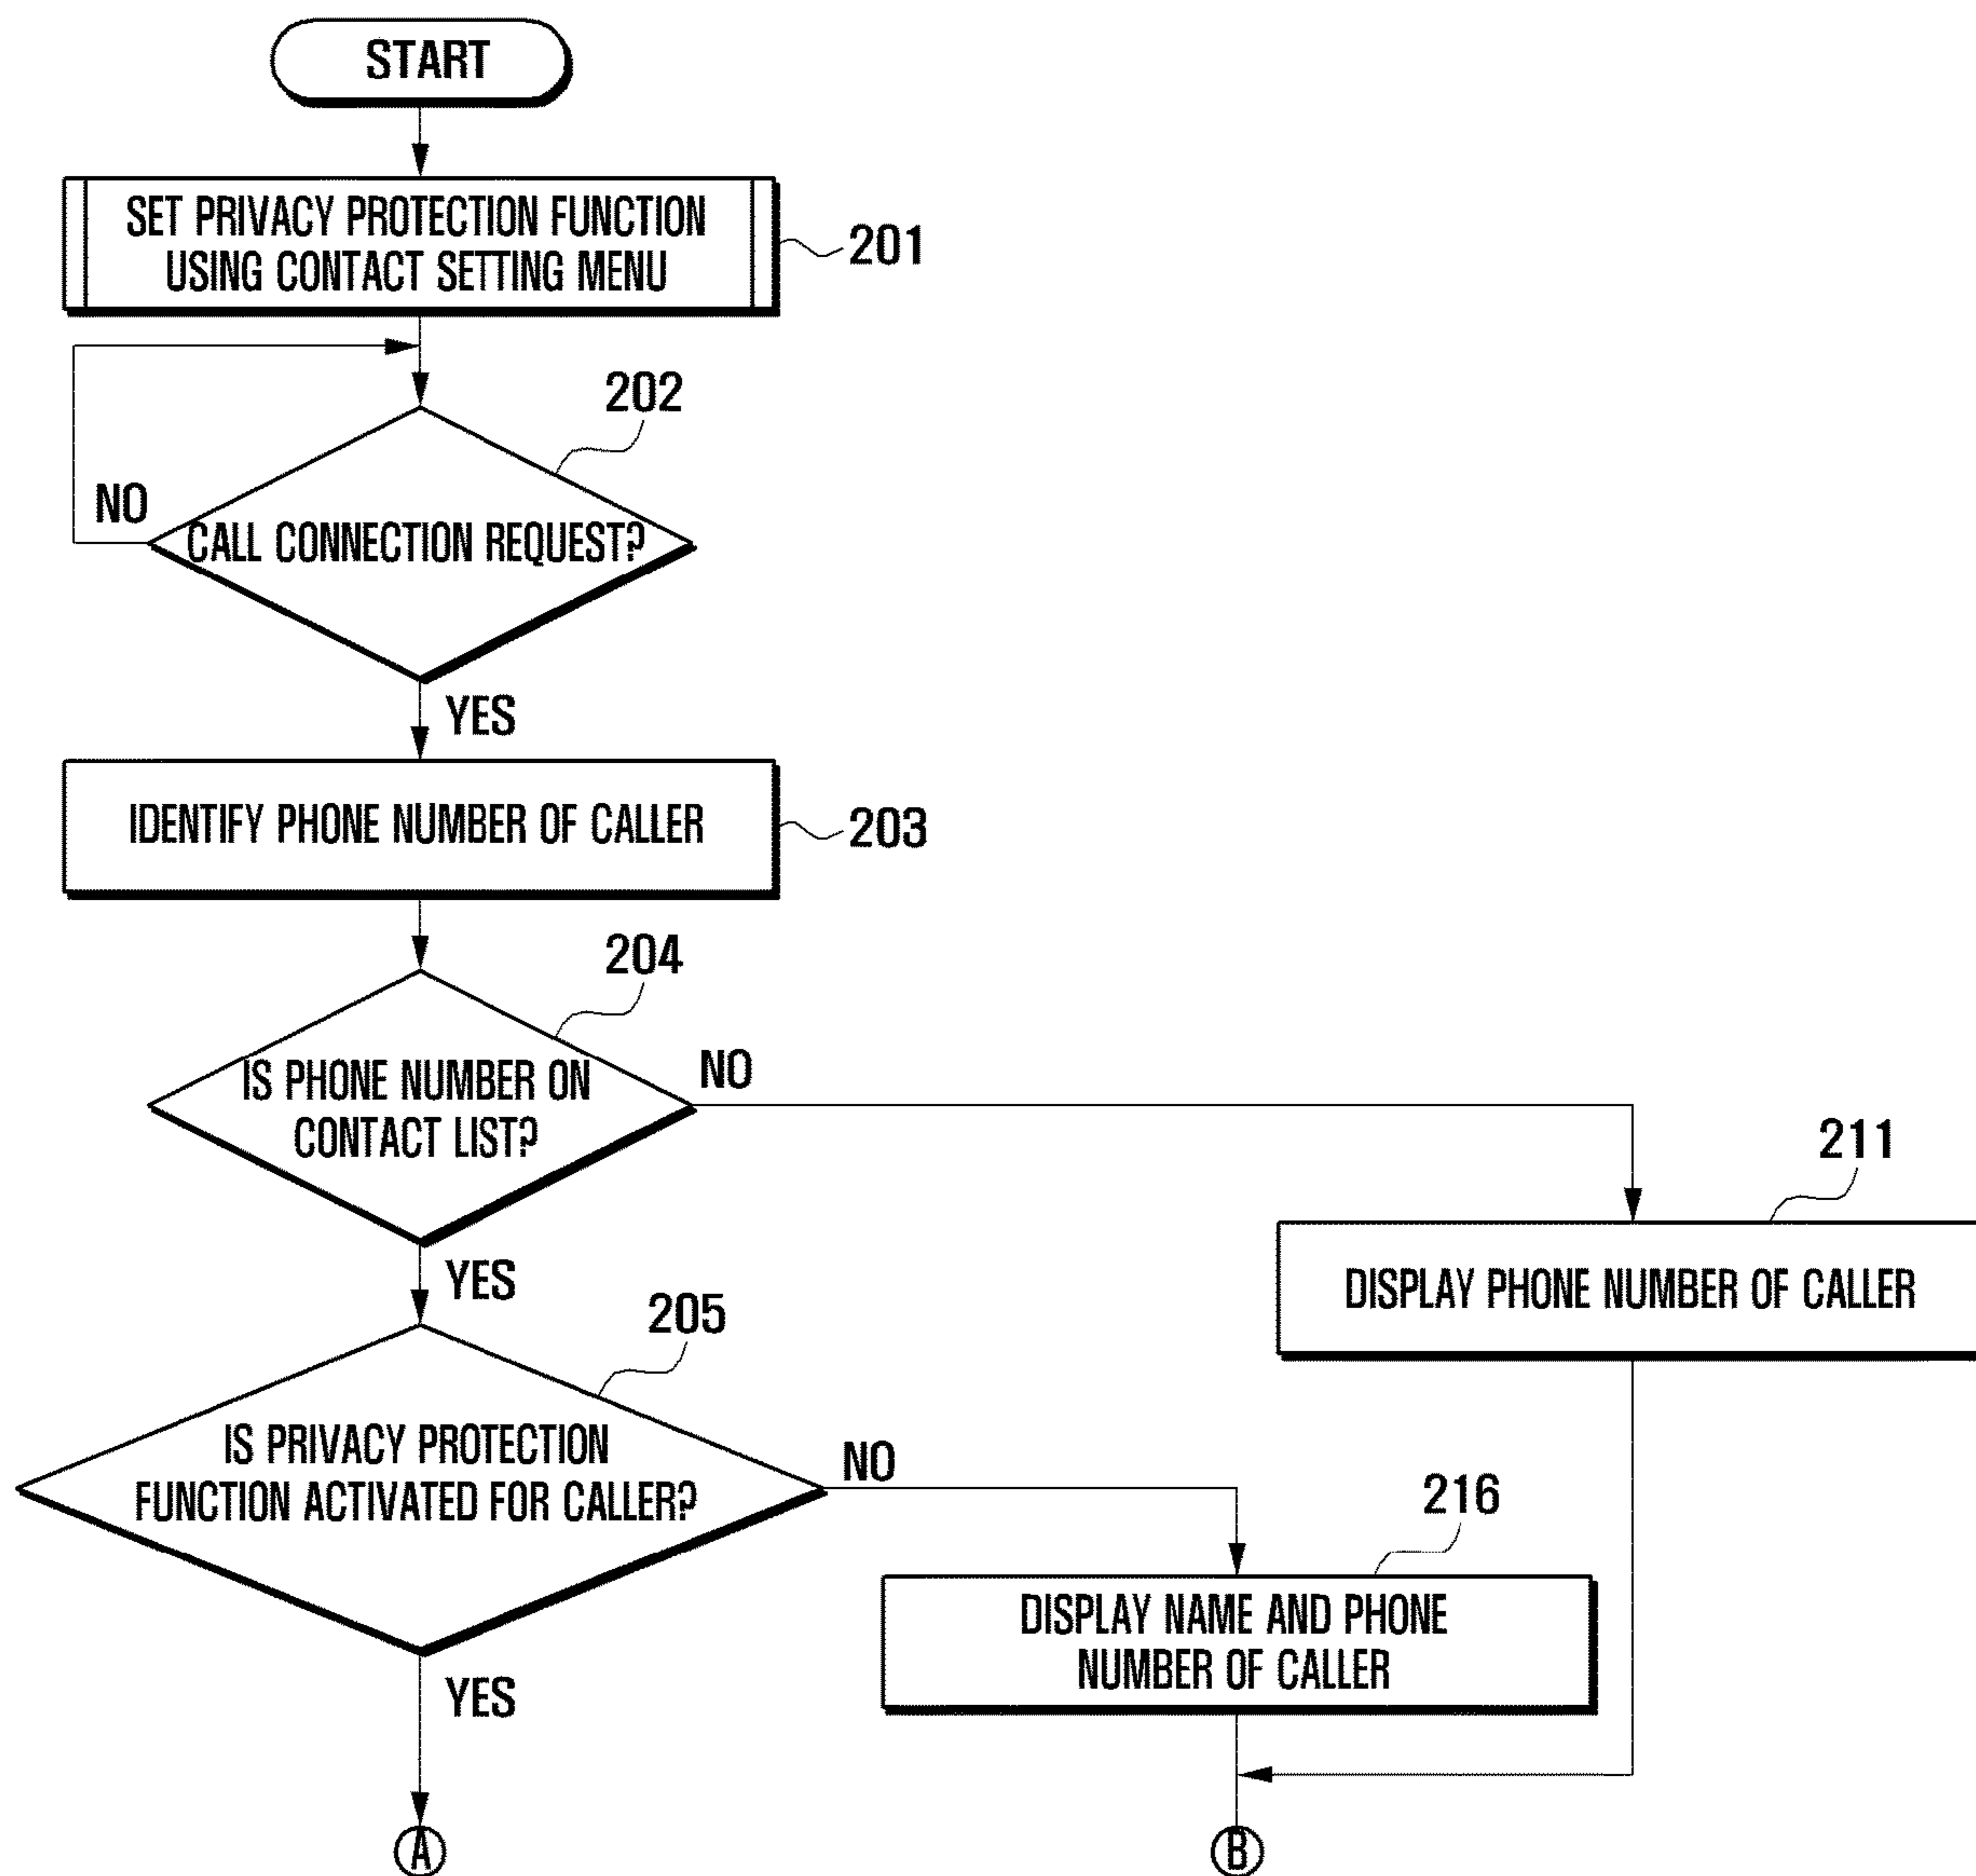 START
SET PRIVACY PROTECTION FUNCTION
USING CONTACT SETTING MENU
201
202
NO
CALL CONNECTION REQUEST?
YES
IDENTIFY PHONE NUMBER OF CALLER
203
204
IS PHONE NUMBER ON
CONTACT LIST?
NO
211
DISPLAY PHONE NUMBER OF CALLER
YES
205
IS PRIVACY PROTECTION
FUNCTION ACTIVATED FOR CALLER?
NO
216
DISPLAY NAME AND PHONE
NUMBER OF CALLER
YES
A
B